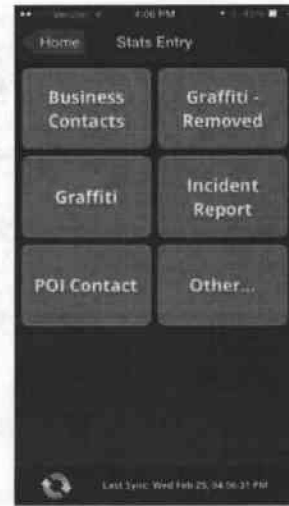 4:06 PM
Home
Stats Entry
Business
Contacts
Graffiti -
Removed
Graffiti
Incident
Report
POI Contact
Other...
Last Sync: Wed Feb 25, 04:06:31 PM